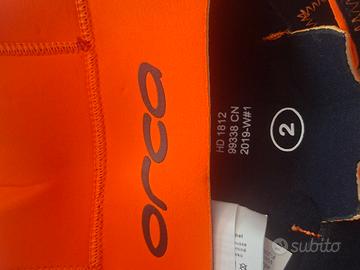 orca
HD 1812
99338 CN
2019-W#1
2
subito